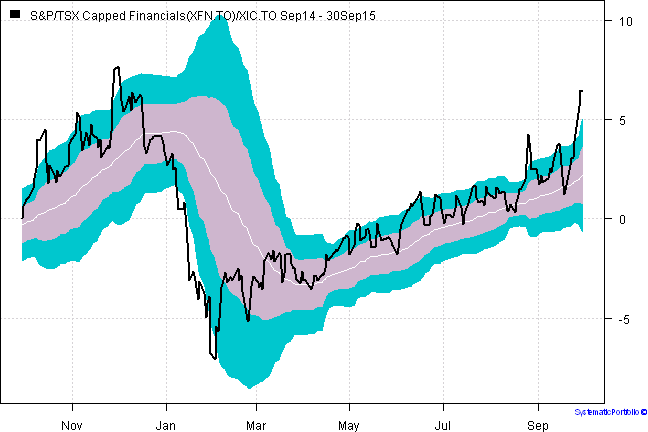 S&P/TSX Capped Financials(XFN.TO)/XIC.TO Sep14 - 30Sep15
10
5
0
-5
Nov Jan Mar May Jul Sep
SystematicPortfolio ©